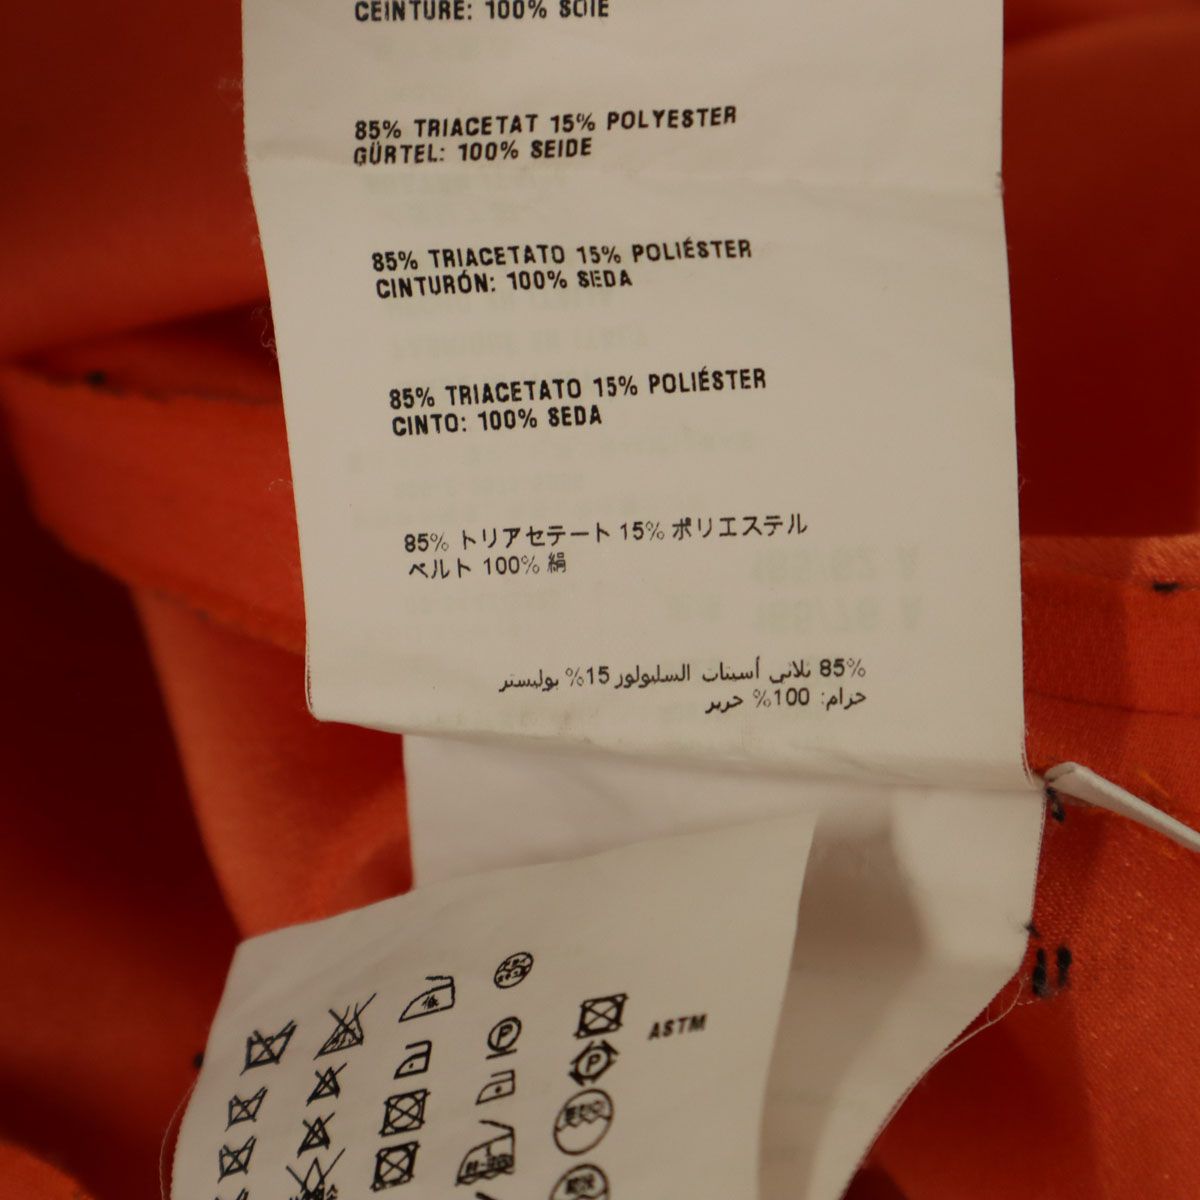 CEINTURE: 100% SOIE
85% TRIACETAT 15% POLYESTER
GÜRTEL: 100% SEIDE
85% TRIACETATO 15% POLIÉSTER
CINTURÓN: 100% SEDA
85% TRIACETATO 15% POLIÉSTER
CINTO: 100% SEDA
85% トリアセテート 15% ポリエステル
ベルト 100% 絹
85% ثلاثي أسيتات السليولوز 15% بوليستر
حزام: 100% حرير
低
P
ASTM
P